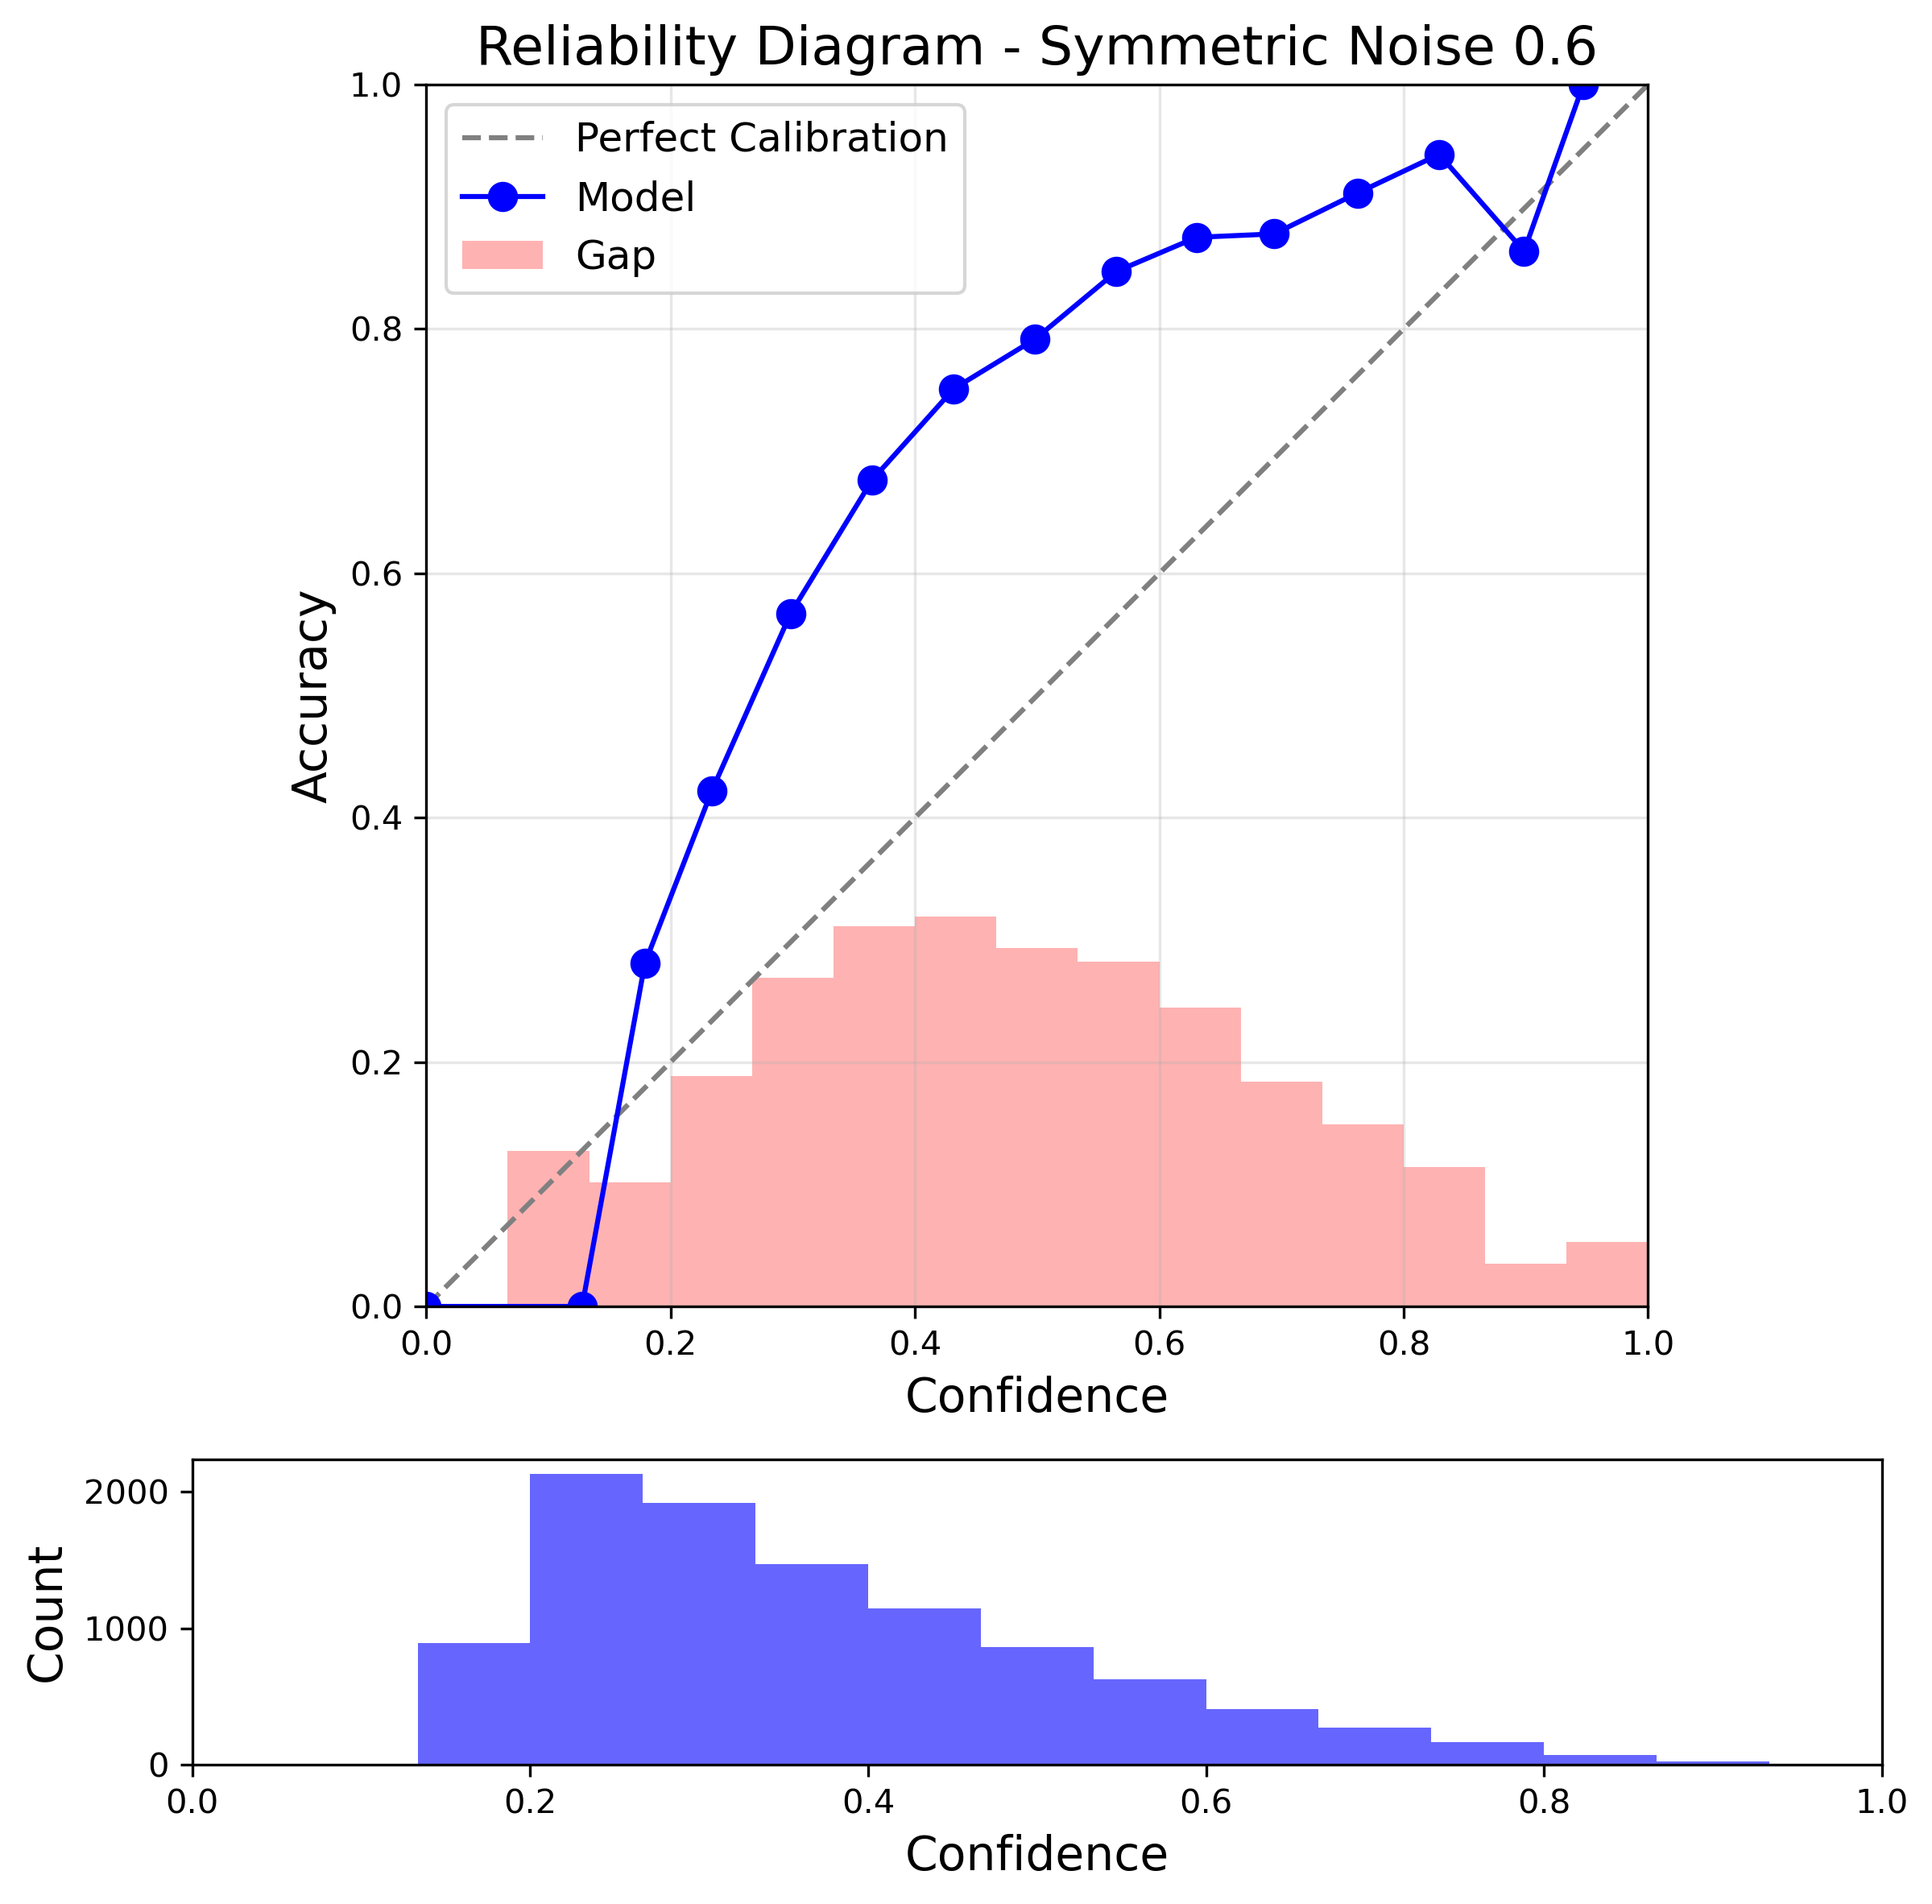 Reliability Diagram - Symmetric Noise 0.6
1.0
0.8
0.6
0.4
0.2
0.0
Accuracy
Perfect Calibration
Model
Gap
0.0 0.2 0.4 0.6 0.8 1.0
Confidence
2000
1000
0
Count
0.0 0.2 0.4 0.6 0.8 1.0
Confidence